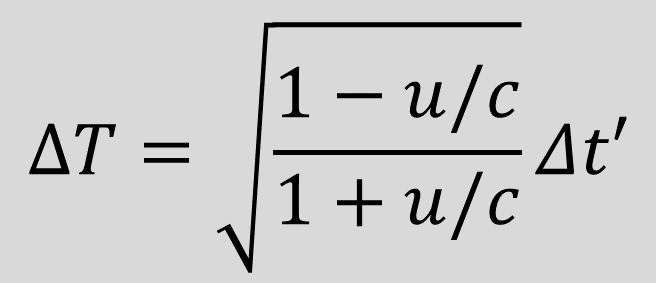 ΔT = √((1 − u/c)/(1 + u/c)) Δt′